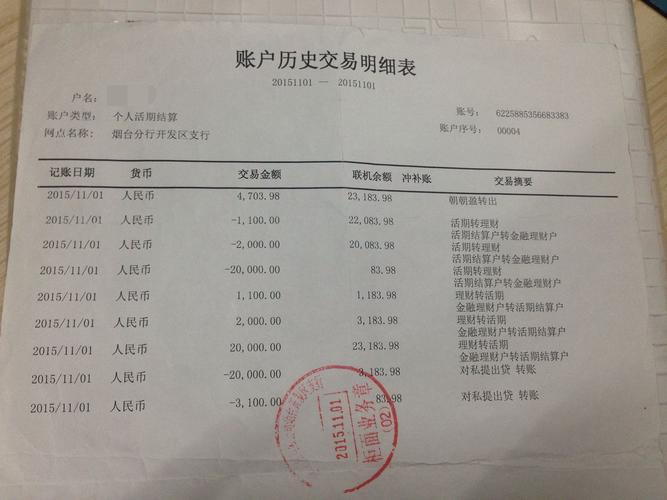 账户历史交易明细表
20151101 — 20151101
户名:
账户类型: 个人活期结算 账号: 6225885356683383
网点名称: 烟台分行开发区支行 账户序号: 00004
记账日期 货币 交易金额 联机余额 冲补账 交易摘要
2015/11/01 人民币 4,703.98 23,183.98 朝朝盈转出
2015/11/01 人民币 -1,100.00 22,083.98 活期转理财
活期结算户转金融理财户
2015/11/01 人民币 -2,000.00 20,083.98 活期转理财
活期结算户转金融理财户
2015/11/01 人民币 -20,000.00 83.98 活期转理财
活期结算户转金融理财户
2015/11/01 人民币 1,100.00 1,183.98 理财转活期
金融理财户转活期结算户
2015/11/01 人民币 2,000.00 3,183.98 理财转活期
金融理财户转活期结算户
2015/11/01 人民币 20,000.00 23,183.98 理财转活期
金融理财户转活期结算户
2015/11/01 人民币 -20,000.00 3,183.98 对私提出贷 转账
2015/11/01 人民币 -3,100.00 83.98 对私提出贷 转账
2015.11.01
柜面业务章
(02)